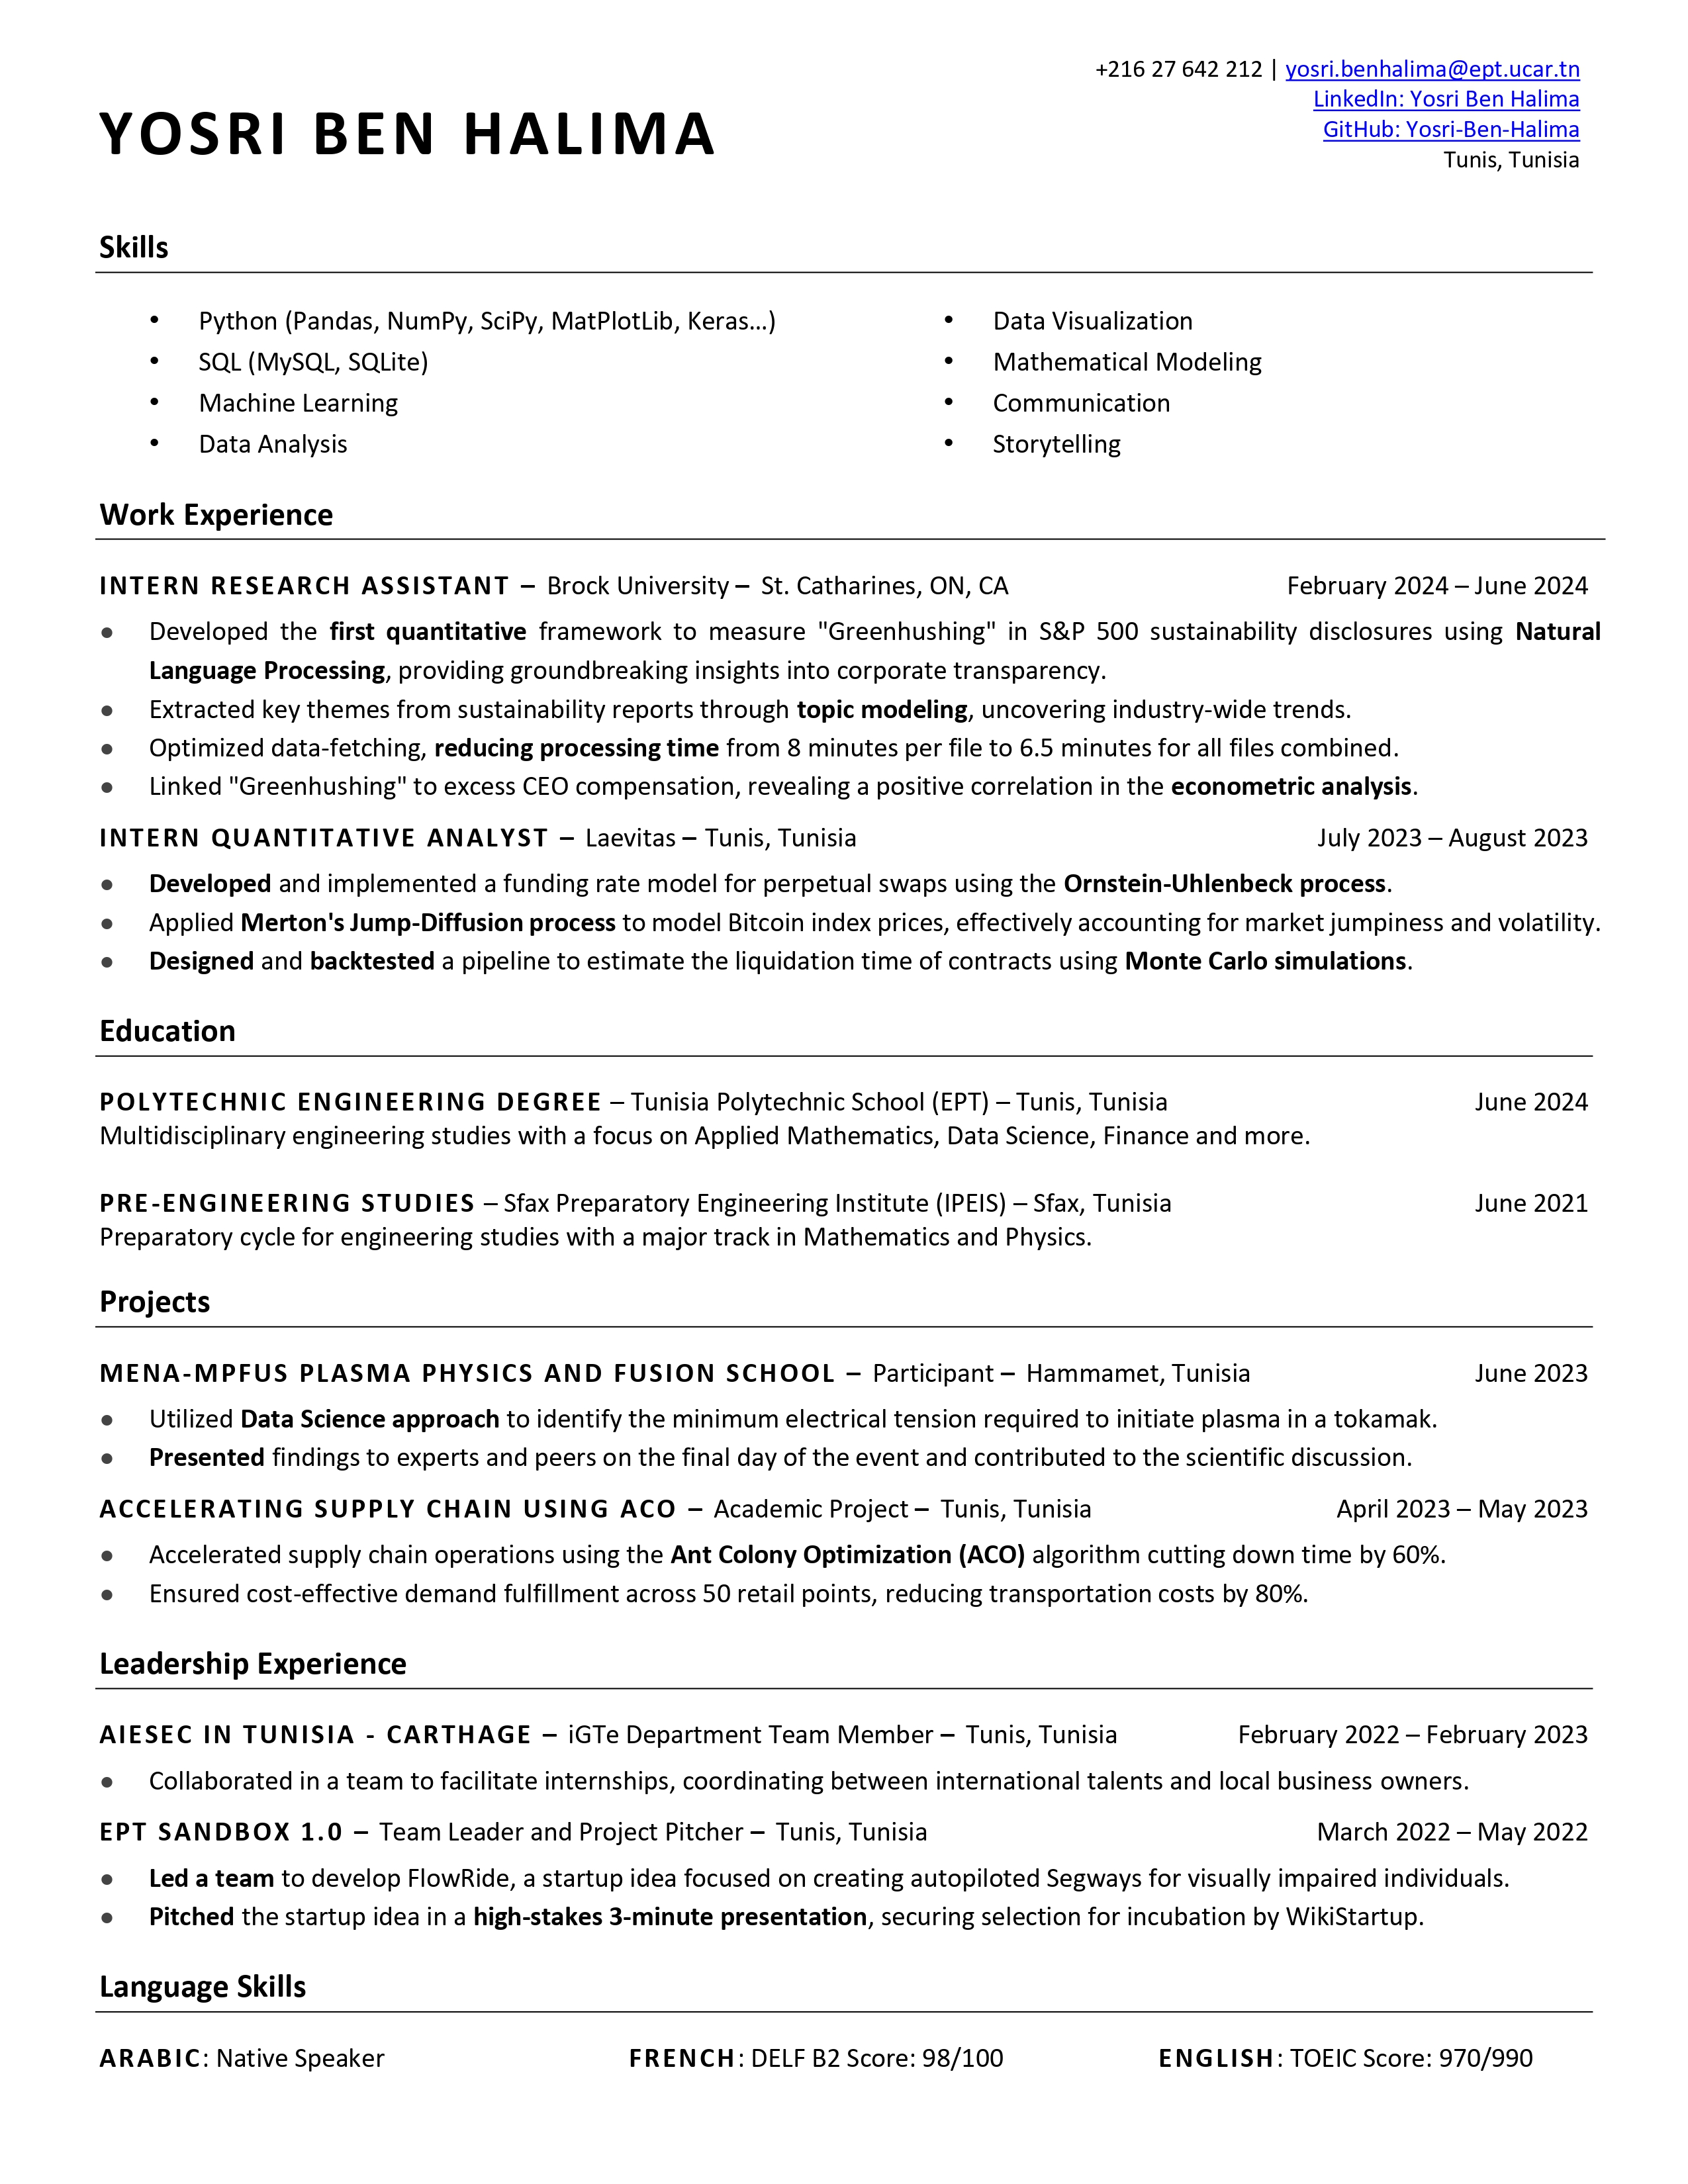 +216 27 642 212 | yosri.benhalima@ept.ucar.tn
LinkedIn: Yosri Ben Halima
GitHub: Yosri-Ben-Halima
Tunis, Tunisia
YOSRI BEN HALIMA
Skills
• Python (Pandas, NumPy, SciPy, MatPlotLib, Keras…)
• SQL (MySQL, SQLite)
• Machine Learning
• Data Analysis
• Data Visualization
• Mathematical Modeling
• Communication
• Storytelling
Work Experience
INTERN RESEARCH ASSISTANT – Brock University – St. Catharines, ON, CA February 2024 – June 2024
● Developed the first quantitative framework to measure "Greenhushing" in S&P 500 sustainability disclosures using Natural
Language Processing, providing groundbreaking insights into corporate transparency.
● Extracted key themes from sustainability reports through topic modeling, uncovering industry-wide trends.
● Optimized data-fetching, reducing processing time from 8 minutes per file to 6.5 minutes for all files combined.
● Linked "Greenhushing" to excess CEO compensation, revealing a positive correlation in the econometric analysis.
INTERN QUANTITATIVE ANALYST – Laevitas – Tunis, Tunisia July 2023 – August 2023
● Developed and implemented a funding rate model for perpetual swaps using the Ornstein-Uhlenbeck process.
● Applied Merton's Jump-Diffusion process to model Bitcoin index prices, effectively accounting for market jumpiness and volatility.
● Designed and backtested a pipeline to estimate the liquidation time of contracts using Monte Carlo simulations.
Education
POLYTECHNIC ENGINEERING DEGREE – Tunisia Polytechnic School (EPT) – Tunis, Tunisia June 2024
Multidisciplinary engineering studies with a focus on Applied Mathematics, Data Science, Finance and more.
PRE-ENGINEERING STUDIES – Sfax Preparatory Engineering Institute (IPEIS) – Sfax, Tunisia June 2021
Preparatory cycle for engineering studies with a major track in Mathematics and Physics.
Projects
MENA-MPFUS PLASMA PHYSICS AND FUSION SCHOOL – Participant – Hammamet, Tunisia June 2023
● Utilized Data Science approach to identify the minimum electrical tension required to initiate plasma in a tokamak.
● Presented findings to experts and peers on the final day of the event and contributed to the scientific discussion.
ACCELERATING SUPPLY CHAIN USING ACO – Academic Project – Tunis, Tunisia April 2023 – May 2023
● Accelerated supply chain operations using the Ant Colony Optimization (ACO) algorithm cutting down time by 60%.
● Ensured cost-effective demand fulfillment across 50 retail points, reducing transportation costs by 80%.
Leadership Experience
AIESEC IN TUNISIA - CARTHAGE – iGTe Department Team Member – Tunis, Tunisia February 2022 – February 2023
● Collaborated in a team to facilitate internships, coordinating between international talents and local business owners.
EPT SANDBOX 1.0 – Team Leader and Project Pitcher – Tunis, Tunisia March 2022 – May 2022
● Led a team to develop FlowRide, a startup idea focused on creating autopiloted Segways for visually impaired individuals.
● Pitched the startup idea in a high-stakes 3-minute presentation, securing selection for incubation by WikiStartup.
Language Skills
ARABIC: Native Speaker FRENCH: DELF B2 Score: 98/100 ENGLISH: TOEIC Score: 970/990